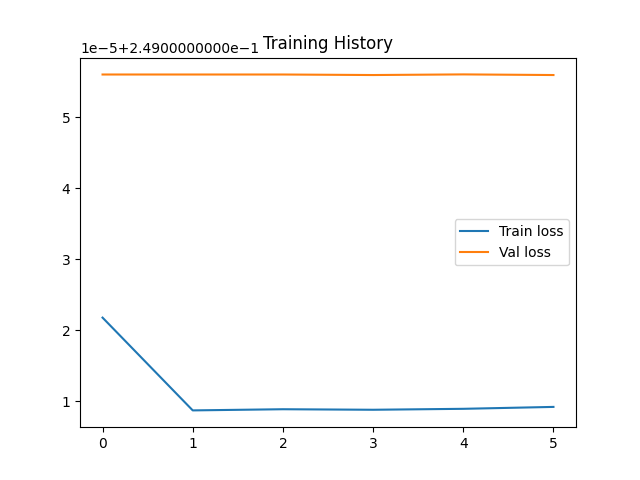 1e−5+2.4900000000e−1
Training History
5
4
3
2
1
Train loss
Val loss
0 1 2 3 4 5